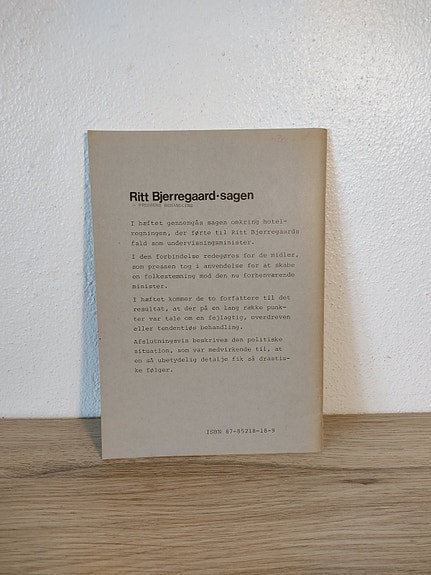 Ritt Bjerregaard·sagen
- PRESSENS BEHANDLING
I hæftet gennemgås sagen omkring hotel-
regningen, der førte til Ritt Bjerregaards
fald som undervisningsminister.
I den forbindelse redegøres for de midler,
som pressen tog i anvendelse for at skabe
en folkestemning mod den nu forhenværende
minister.
I hæftet kommer de to forfattere til det
resultat, at der på en lang række punk-
ter var tale om en fejlagtig, overdreven
eller tendentiøs behandling.
Afslutningsvis beskrives den politiske
situation, som var medvirkende til, at
en så ubetydelig detalje fik så drasti-
ke følger.
ISBN 87-85218-18-9